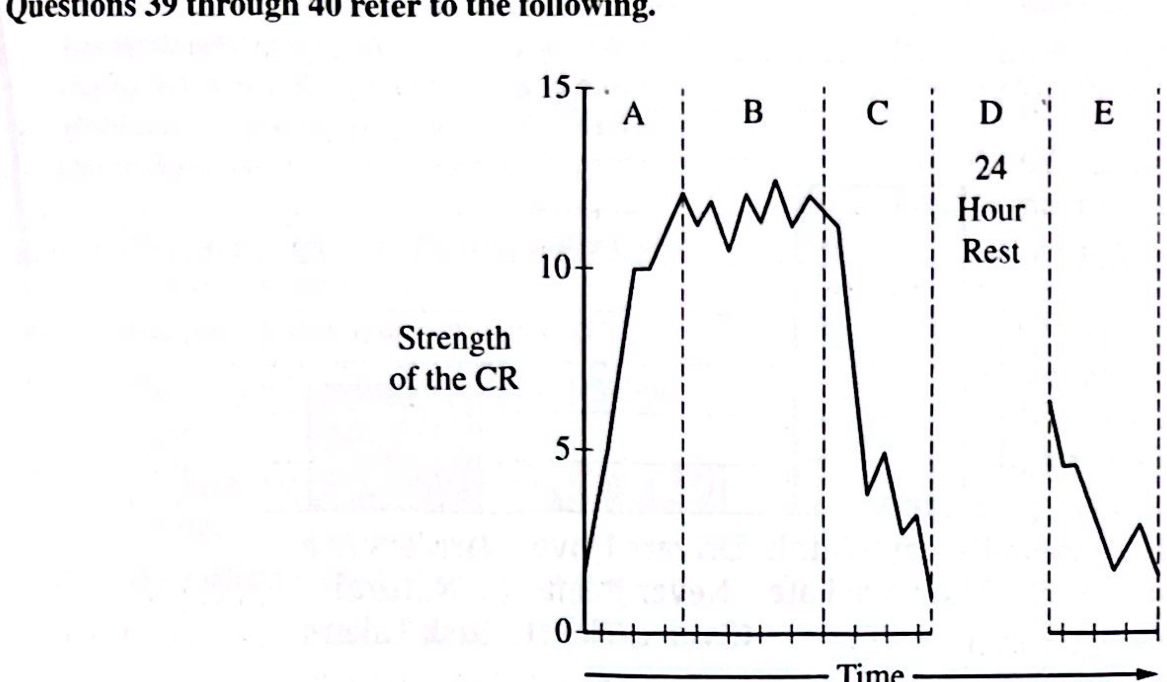 Questions 39 through 40 refer to the following.
15
A
B
C
D
E
24
Hour
Rest
10
Strength
of the CR
5
0
Time